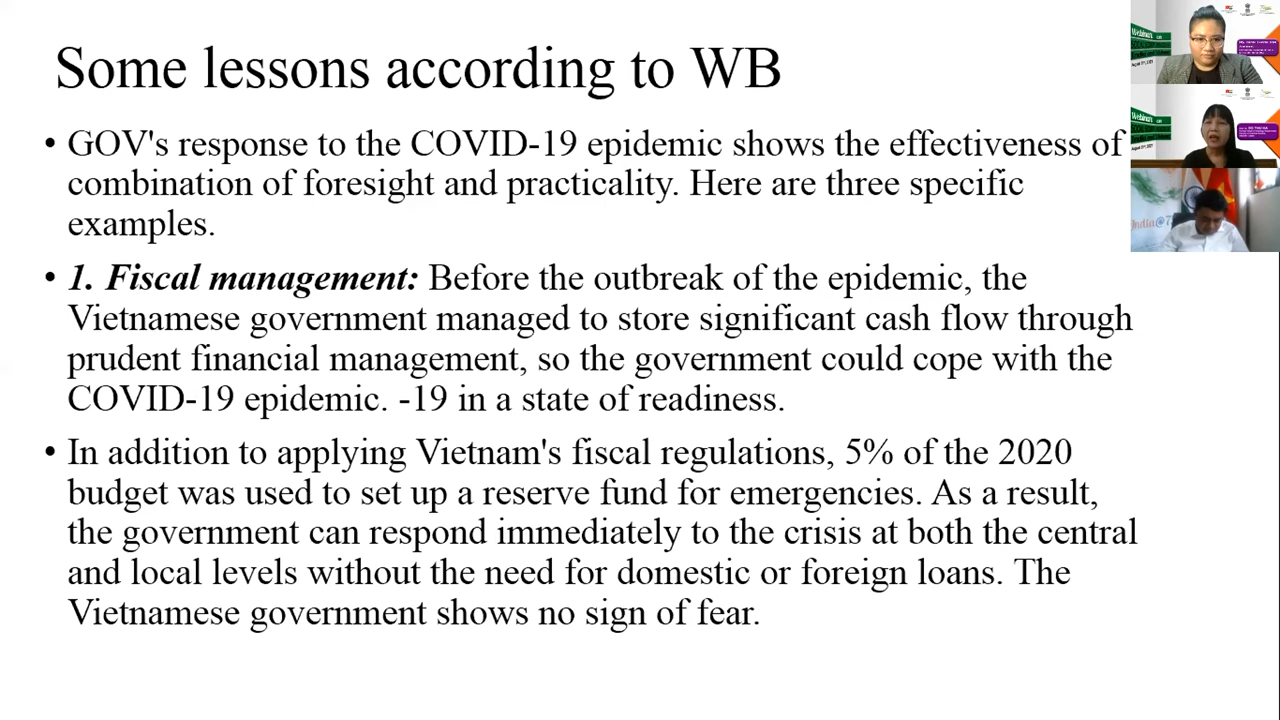 Some lessons according to WB
• GOV's response to the COVID-19 epidemic shows the effectiveness of
combination of foresight and practicality. Here are three specific
examples.
• 1. Fiscal management: Before the outbreak of the epidemic, the
Vietnamese government managed to store significant cash flow through
prudent financial management, so the government could cope with the
COVID-19 epidemic. -19 in a state of readiness.
• In addition to applying Vietnam's fiscal regulations, 5% of the 2020
budget was used to set up a reserve fund for emergencies. As a result,
the government can respond immediately to the crisis at both the central
and local levels without the need for domestic or foreign loans. The
Vietnamese government shows no sign of fear.
Webinar
Webinar